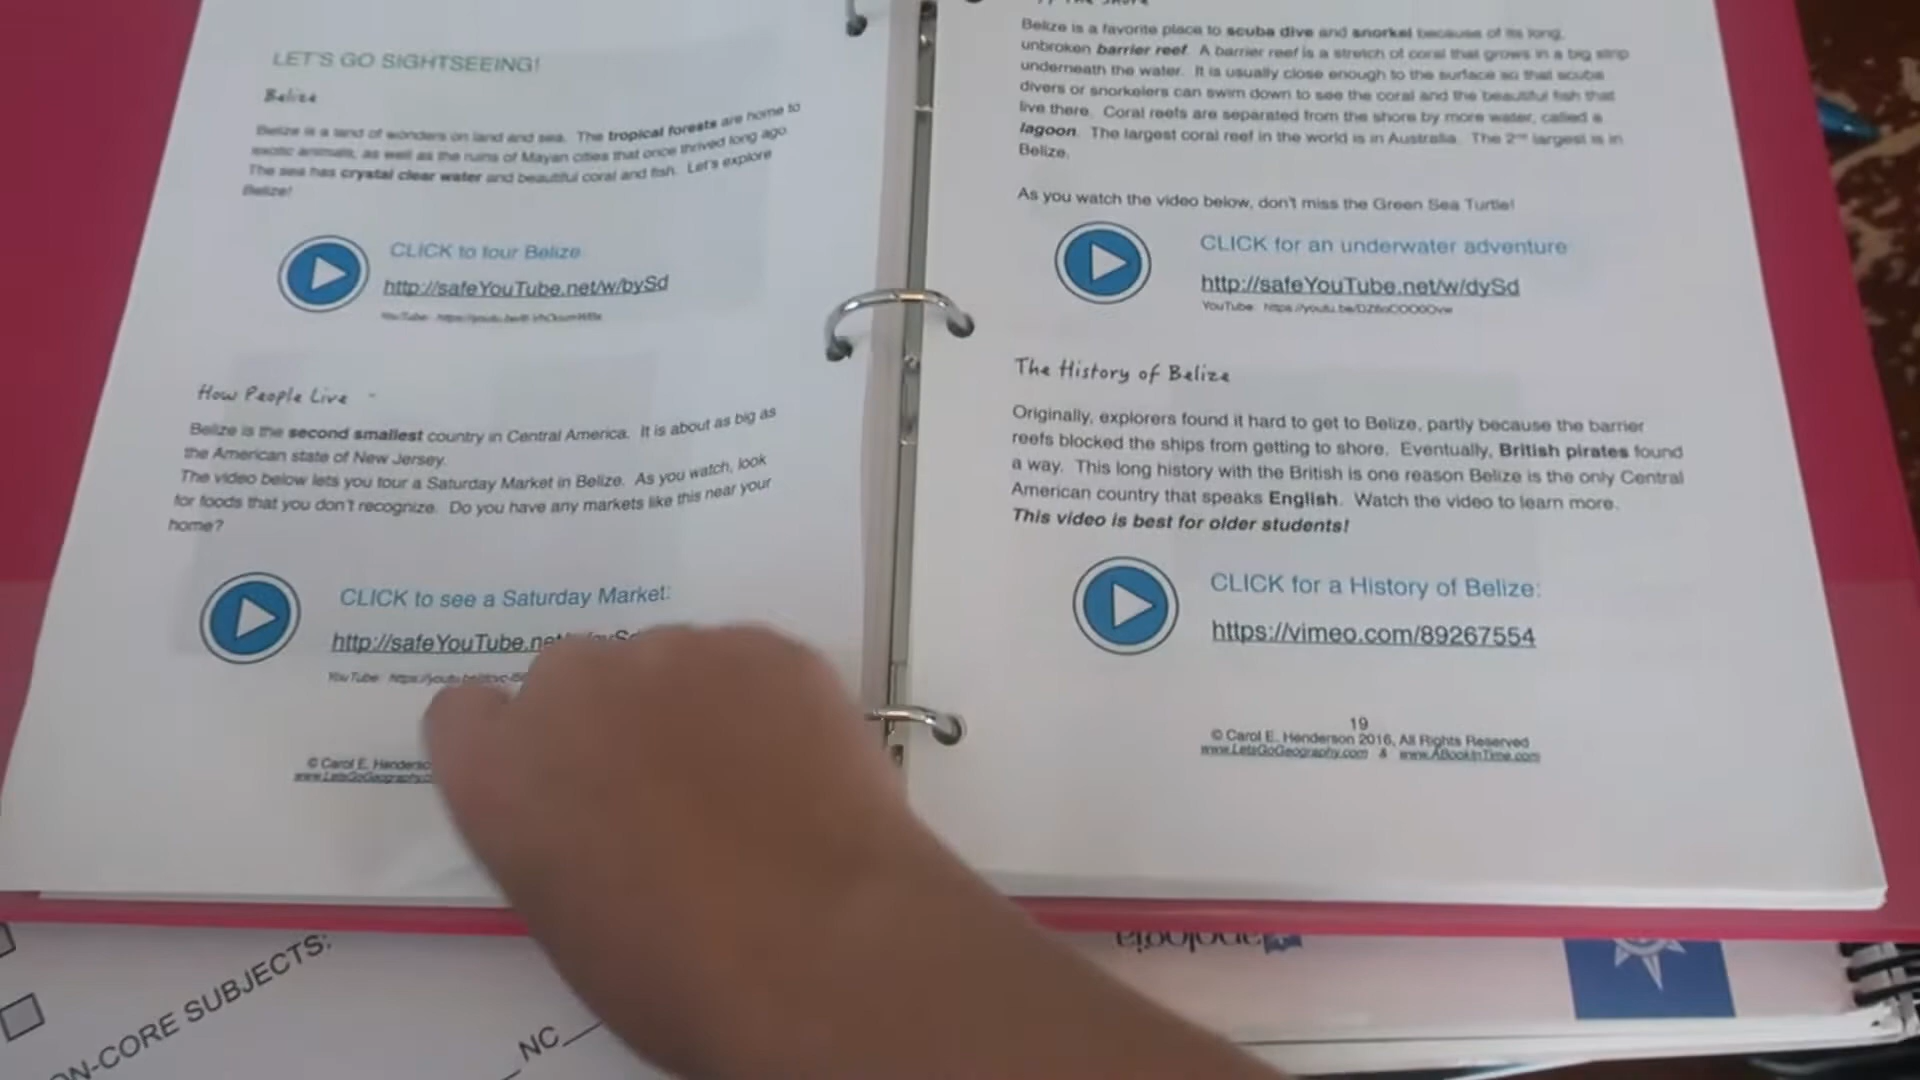 LET'S GO SIGHTSEEING!
Belize
Belize is a land of wonders on land and sea. The tropical forests are home to
exotic animals, as well as the ruins of Mayan cities that once thrived long ago.
The sea has crystal clear water and beautiful coral and fish. Let's explore
Belize!
CLICK to tour Belize
http://safeYouTube.net/w/bySd
YouTube:
How People Live -
Belize is the second smallest country in Central America. It is about as big as
the American state of New Jersey.
The video below lets you tour a Saturday Market in Belize. As you watch, look
for foods that you don't recognize. Do you have any markets like this near your
home?
CLICK to see a Saturday Market:
http://safeYouTube.net
YouTube:
© Carol E. Henderso
www.LetsGoGeography.c
Belize is a favorite place to scuba dive and snorkel because of its long,
unbroken barrier reef. A barrier reef is a stretch of coral that grows in a big strip
underneath the water. It is usually close enough to the surface so that scuba
divers or snorkelers can swim down to see the coral and the beautiful fish that
live there. Coral reefs are separated from the shore by more water, called a
lagoon. The largest coral reef in the world is in Australia. The 2nd largest is in
Belize.
As you watch the video below, don't miss the Green Sea Turtle!
CLICK for an underwater adventure
http://safeYouTube.net/w/dySd
YouTube:
The History of Belize
Originally, explorers found it hard to get to Belize, partly because the barrier
reefs blocked the ships from getting to shore. Eventually, British pirates found
a way. This long history with the British is one reason Belize is the only Central
American country that speaks English. Watch the video to learn more.
This video is best for older students!
CLICK for a History of Belize:
https://vimeo.com/89267554
19
© Carol E. Henderson 2016, All Rights Reserved
www.LetsGoGeography.com & www.ABookInTime.com
ON-CORE SUBJECTS:
NC